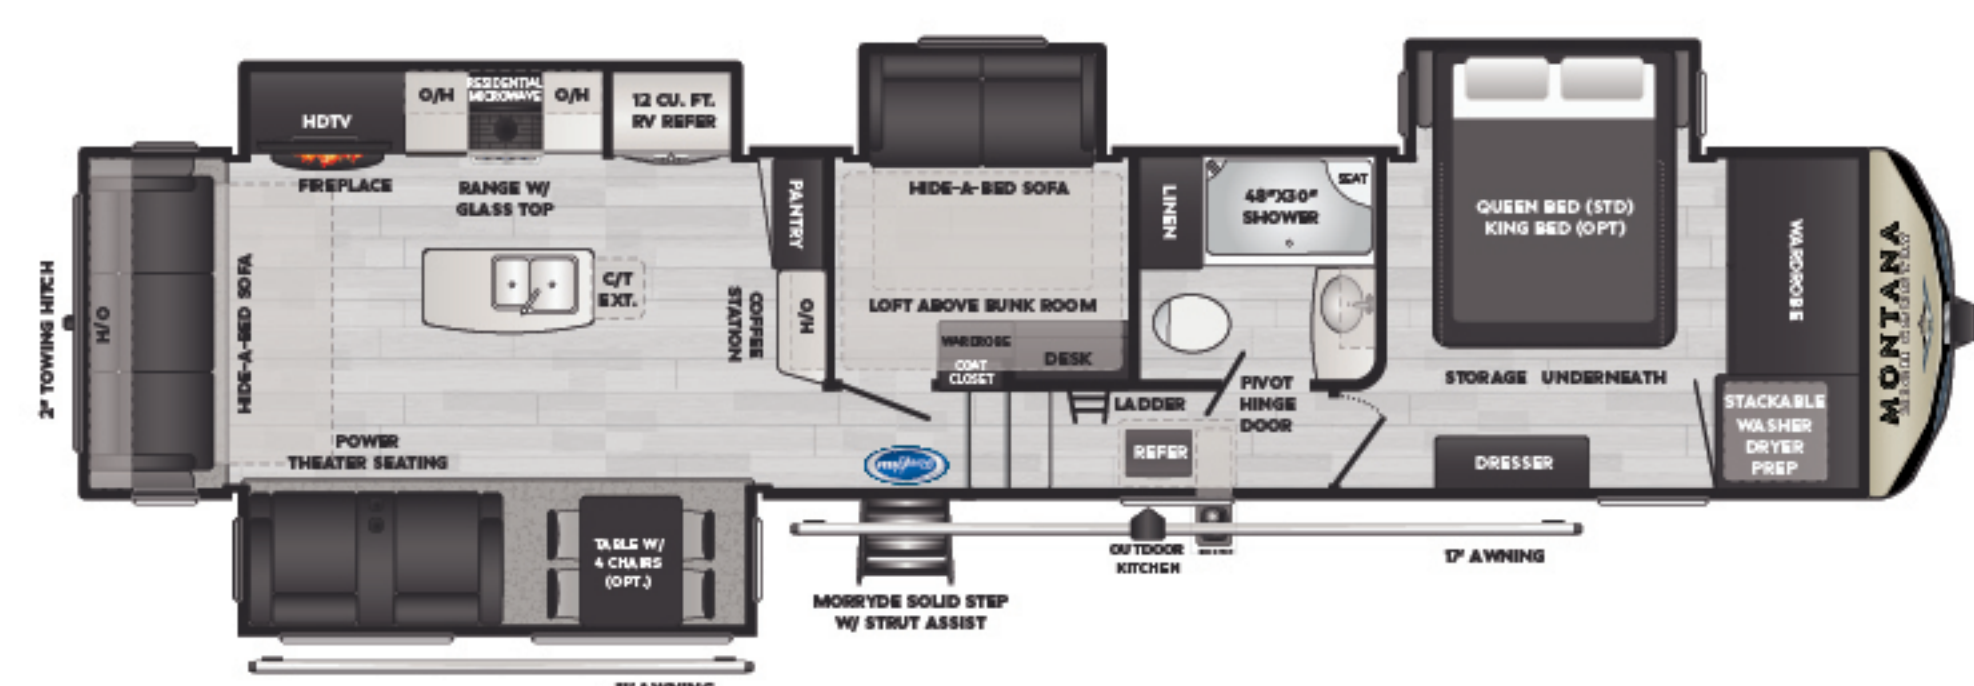 HDTV
O/H
RESIDENTIAL
MICROWAVE
O/H
12 CU. FT.
RV REFER
FIREPLACE
RANGE W/
GLASS TOP
PANTRY
HIDE-A-BED SOFA
LINEN
48"X30"
SHOWER
SEAT
QUEEN BED (STD)
KING BED (OPT)
WARDROBE
MONTANA
2" TOWING HITCH
O/H
HIDE-A-BED SOFA
C/T
EXT.
COFFEE
STATION
O/H
LOFT ABOVE BUNK ROOM
WARDROBE
DESK
COAT
CLOSET
LADDER
PIVOT
HINGE
DOOR
STORAGE UNDERNEATH
STACKABLE
WASHER
DRYER
PREP
POWER
THEATER SEATING
REFER
DRESSER
TABLE W/
4 CHAIRS
(OPT.)
OUTDOOR
KITCHEN
17' AWNING
MORRYDE SOLID STEP
W/ STRUT ASSIST
AWNING